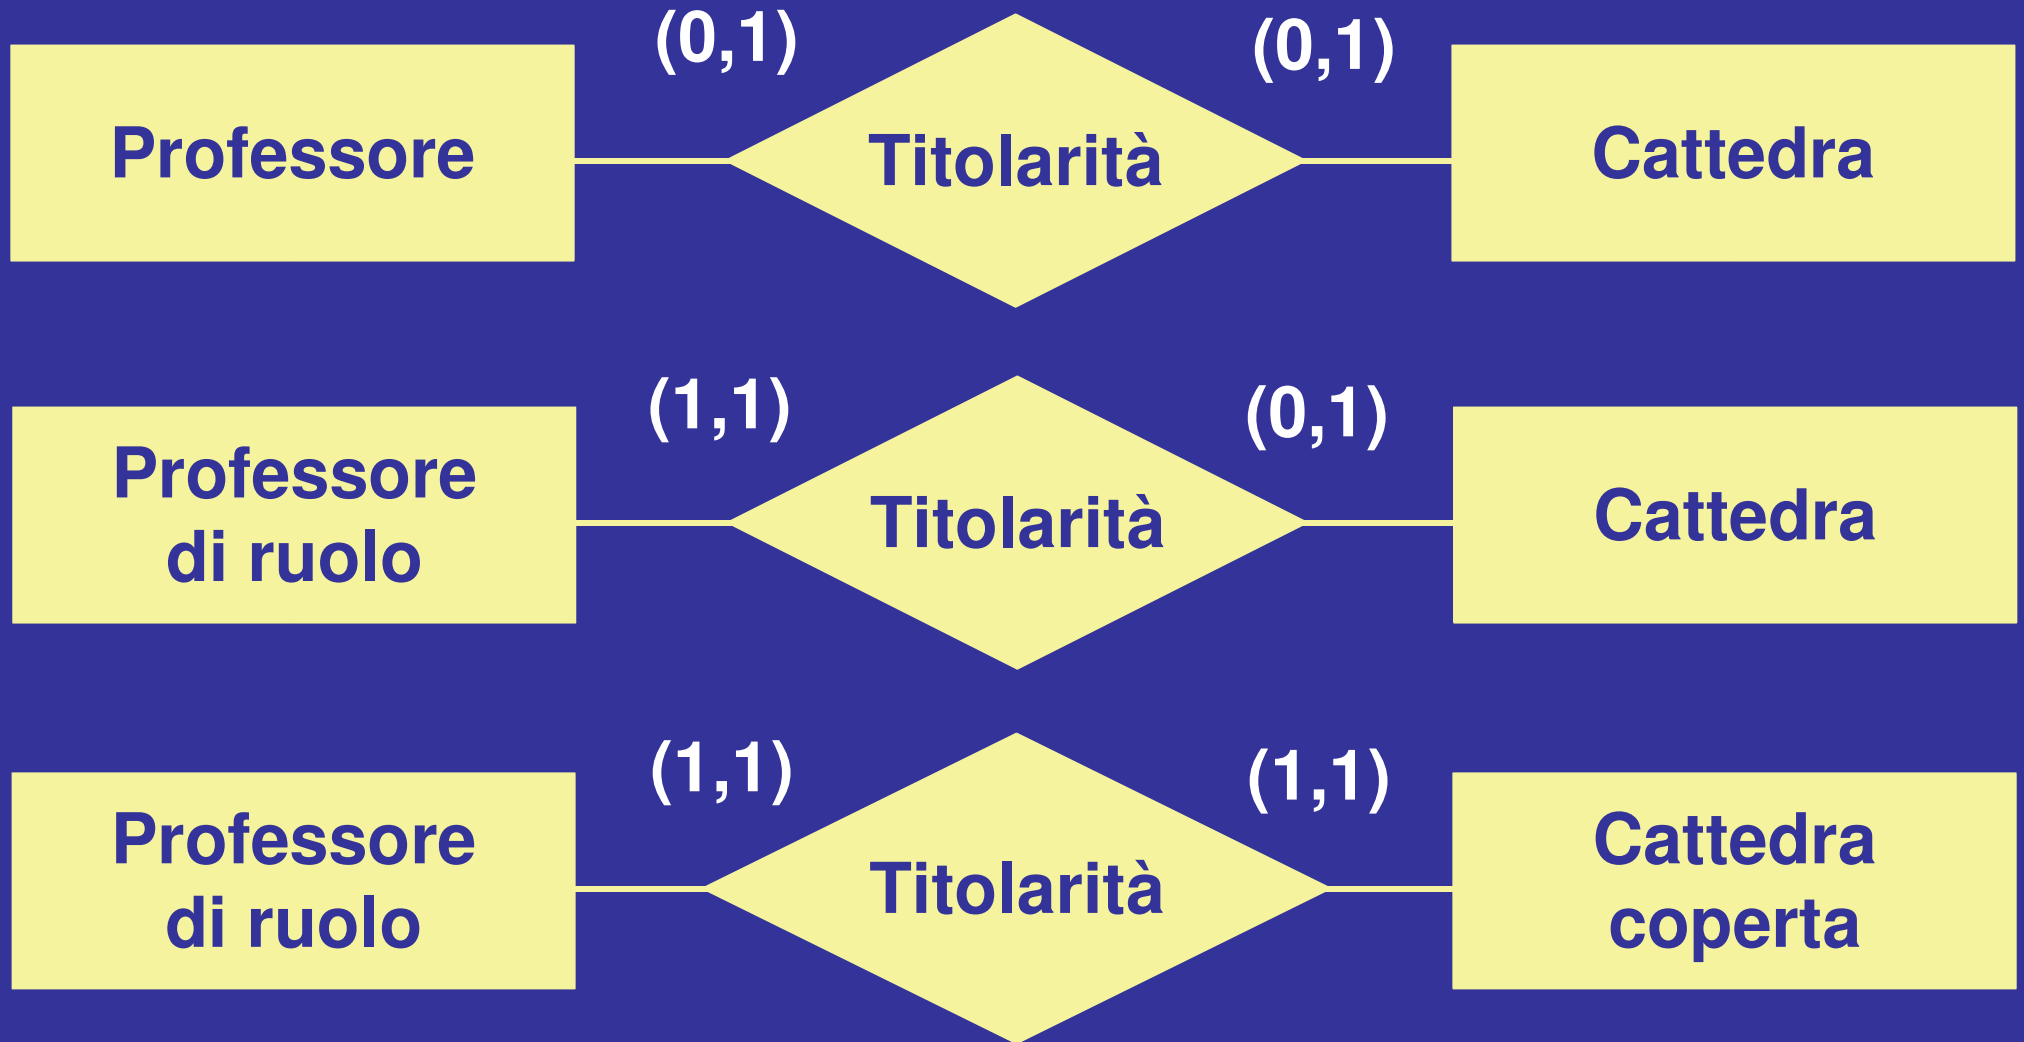 (0,1)
(0,1)
Professore
Titolarità
Cattedra
(1,1)
(0,1)
Professore
di ruolo
Titolarità
Cattedra
(1,1)
(1,1)
Professore
di ruolo
Titolarità
Cattedra
coperta